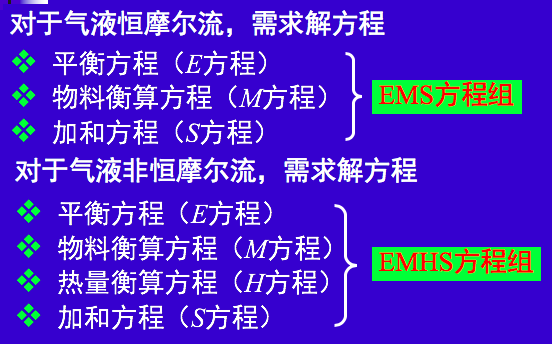 对于气液恒摩尔流，需求解方程
平衡方程（E方程）
物料衡算方程（M方程）
加和方程（S方程）
EMS方程组
对于气液非恒摩尔流，需求解方程
平衡方程（E方程）
物料衡算方程（M方程）
热量衡算方程（H方程）
加和方程（S方程）
EMHS方程组